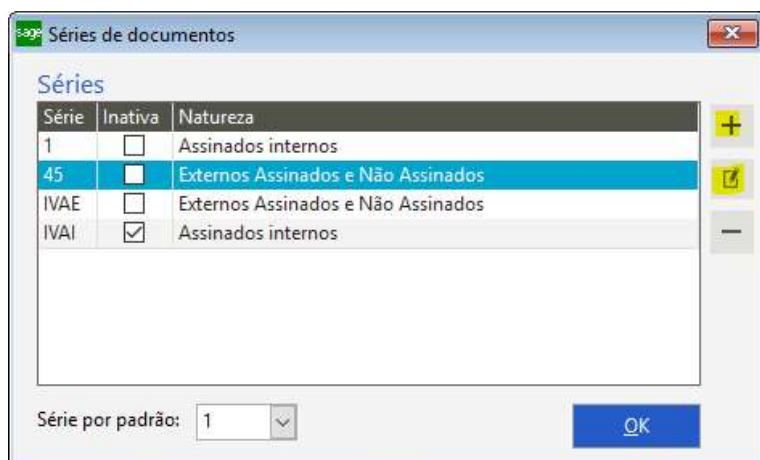 sage Séries de documentos
Séries
Série Inativa Natureza
1 Assinados internos
45 Externos Assinados e Não Assinados
IVAE Externos Assinados e Não Assinados
IVAI Assinados internos
Série por padrão: 1
OK